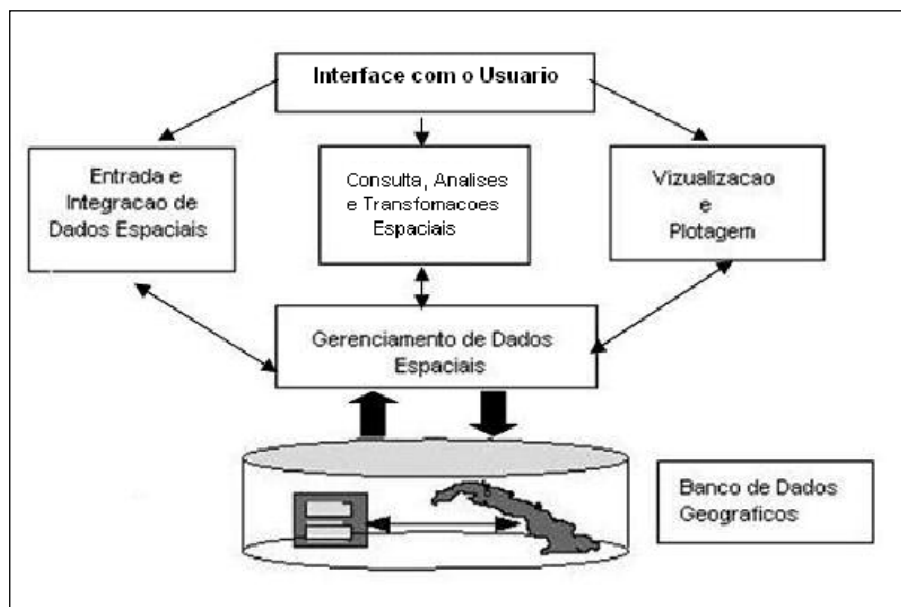 Interface com o Usuario
Entrada e
Integracao de
Dados Espaciais
Consulta, Analises
e Transfomacoes
Espaciais
Vizualizacao
e
Plotagem
Gerenciamento de Dados
Espaciais
Banco de Dados
Geograficos